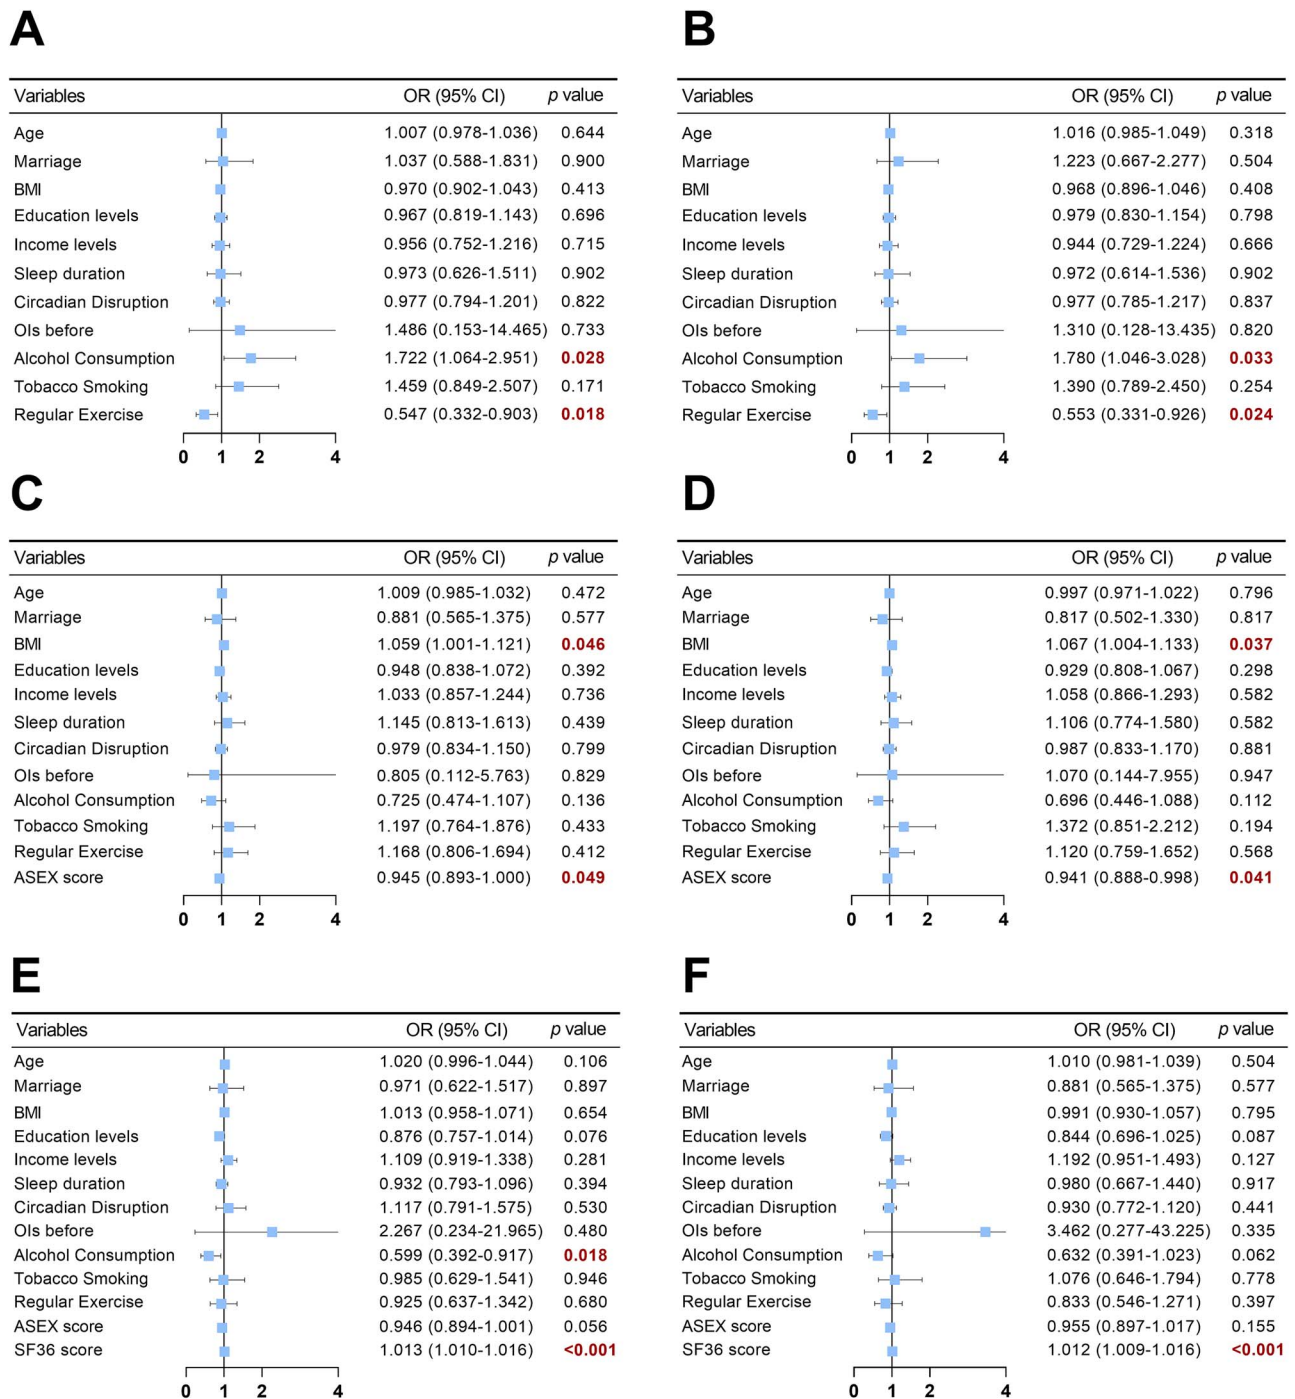 A
Variables OR (95% CI) p value
Age 1.007 (0.978-1.036) 0.644
Marriage 1.037 (0.588-1.831) 0.900
BMI 0.970 (0.902-1.043) 0.413
Education levels 0.967 (0.819-1.143) 0.696
Income levels 0.956 (0.752-1.216) 0.715
Sleep duration 0.973 (0.626-1.511) 0.902
Circadian Disruption 0.977 (0.794-1.201) 0.822
OIs before 1.486 (0.153-14.465) 0.733
Alcohol Consumption 1.722 (1.064-2.951) 0.028
Tobacco Smoking 1.459 (0.849-2.507) 0.171
Regular Exercise 0.547 (0.332-0.903) 0.018
0 1 2 4
B
Variables OR (95% CI) p value
Age 1.016 (0.985-1.049) 0.318
Marriage 1.223 (0.667-2.277) 0.504
BMI 0.968 (0.896-1.046) 0.408
Education levels 0.979 (0.830-1.154) 0.798
Income levels 0.944 (0.729-1.224) 0.666
Sleep duration 0.972 (0.614-1.536) 0.902
Circadian Disruption 0.977 (0.785-1.217) 0.837
OIs before 1.310 (0.128-13.435) 0.820
Alcohol Consumption 1.780 (1.046-3.028) 0.033
Tobacco Smoking 1.390 (0.789-2.450) 0.254
Regular Exercise 0.553 (0.331-0.926) 0.024
0 1 2 4
C
Variables OR (95% CI) p value
Age 1.009 (0.985-1.032) 0.472
Marriage 0.881 (0.565-1.375) 0.577
BMI 1.059 (1.001-1.121) 0.046
Education levels 0.948 (0.838-1.072) 0.392
Income levels 1.033 (0.857-1.244) 0.736
Sleep duration 1.145 (0.813-1.613) 0.439
Circadian Disruption 0.979 (0.834-1.150) 0.799
OIs before 0.805 (0.112-5.763) 0.829
Alcohol Consumption 0.725 (0.474-1.107) 0.136
Tobacco Smoking 1.197 (0.764-1.876) 0.433
Regular Exercise 1.168 (0.806-1.694) 0.412
ASEX score 0.945 (0.893-1.000) 0.049
0 1 2 4
D
Variables OR (95% CI) p value
Age 0.997 (0.971-1.022) 0.796
Marriage 0.817 (0.502-1.330) 0.817
BMI 1.067 (1.004-1.133) 0.037
Education levels 0.929 (0.808-1.067) 0.298
Income levels 1.058 (0.866-1.293) 0.582
Sleep duration 1.106 (0.774-1.580) 0.582
Circadian Disruption 0.987 (0.833-1.170) 0.881
OIs before 1.070 (0.144-7.955) 0.947
Alcohol Consumption 0.696 (0.446-1.088) 0.112
Tobacco Smoking 1.372 (0.851-2.212) 0.194
Regular Exercise 1.120 (0.759-1.652) 0.568
ASEX score 0.941 (0.888-0.998) 0.041
0 1 2 4
E
Variables OR (95% CI) p value
Age 1.020 (0.996-1.044) 0.106
Marriage 0.971 (0.622-1.517) 0.897
BMI 1.013 (0.958-1.071) 0.654
Education levels 0.876 (0.757-1.014) 0.076
Income levels 1.109 (0.919-1.338) 0.281
Sleep duration 0.932 (0.793-1.096) 0.394
Circadian Disruption 1.117 (0.791-1.575) 0.530
OIs before 2.267 (0.234-21.965) 0.480
Alcohol Consumption 0.599 (0.392-0.917) 0.018
Tobacco Smoking 0.985 (0.629-1.541) 0.946
Regular Exercise 0.925 (0.637-1.342) 0.680
ASEX score 0.946 (0.894-1.001) 0.056
SF36 score 1.013 (1.010-1.016) <0.001
0 1 2 4
F
Variables OR (95% CI) p value
Age 1.010 (0.981-1.039) 0.504
Marriage 0.881 (0.565-1.375) 0.577
BMI 0.991 (0.930-1.057) 0.795
Education levels 0.844 (0.696-1.025) 0.087
Income levels 1.192 (0.951-1.493) 0.127
Sleep duration 0.980 (0.667-1.440) 0.917
Circadian Disruption 0.930 (0.772-1.120) 0.441
OIs before 3.462 (0.277-43.225) 0.335
Alcohol Consumption 0.632 (0.391-1.023) 0.062
Tobacco Smoking 1.076 (0.646-1.794) 0.778
Regular Exercise 0.833 (0.546-1.271) 0.397
ASEX score 0.955 (0.897-1.017) 0.155
SF36 score 1.012 (1.009-1.016) <0.001
0 1 2 4